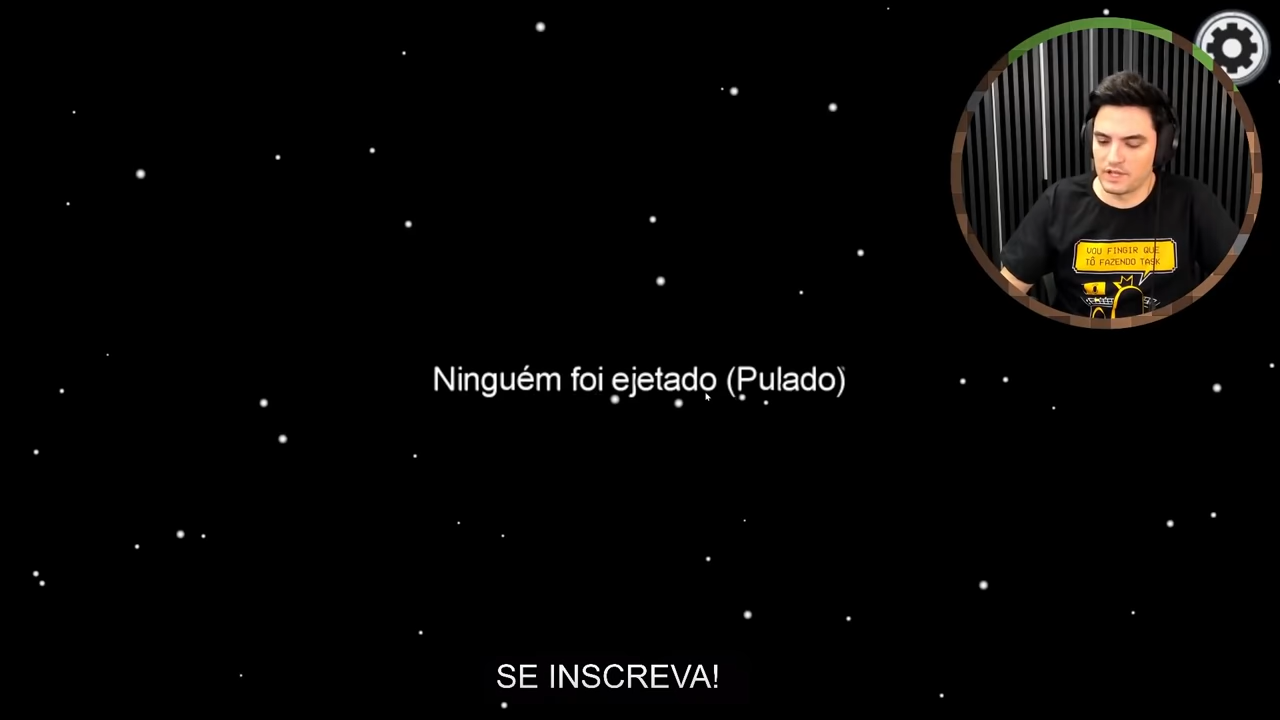 VOU FINGIR QUE
TÔ FAZENDO TASK
Ninguém foi ejetado (Pulado)
SE INSCREVA!